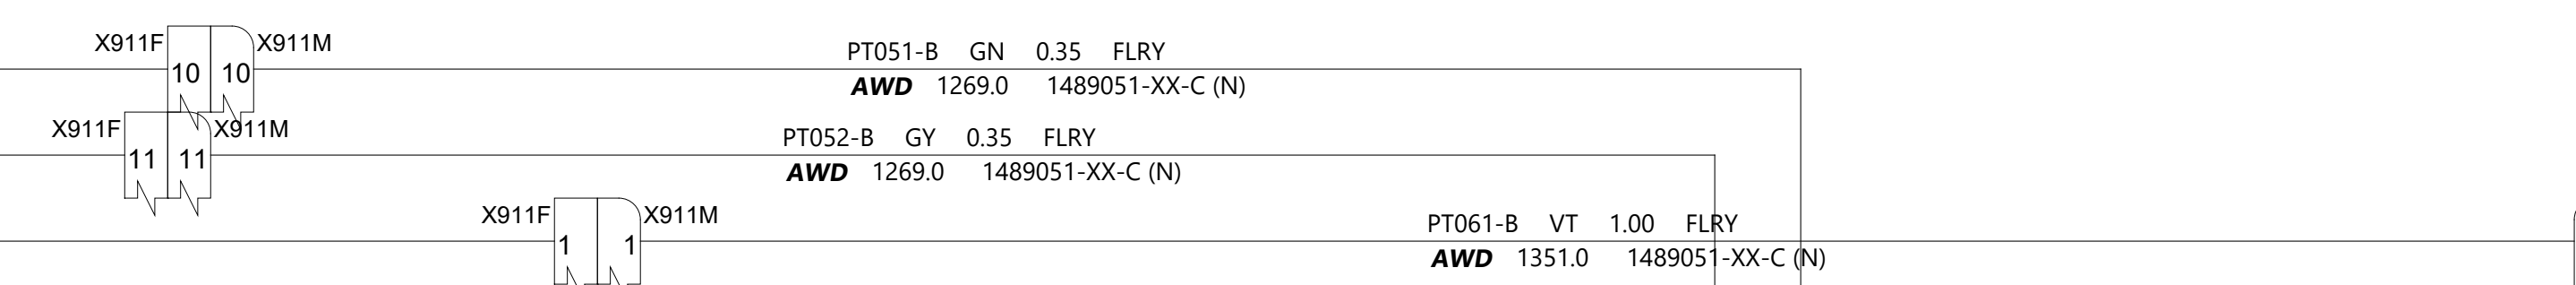 X911F X911M
PT051-B GN 0.35 FLRY
10 10
AWD 1269.0 1489051-XX-C (N)
X911F X911M
PT052-B GY 0.35 FLRY
11 11
AWD 1269.0 1489051-XX-C (N)
X911F X911M
PT061-B VT 1.00 FLRY
1 1
AWD 1351.0 1489051-XX-C (N)